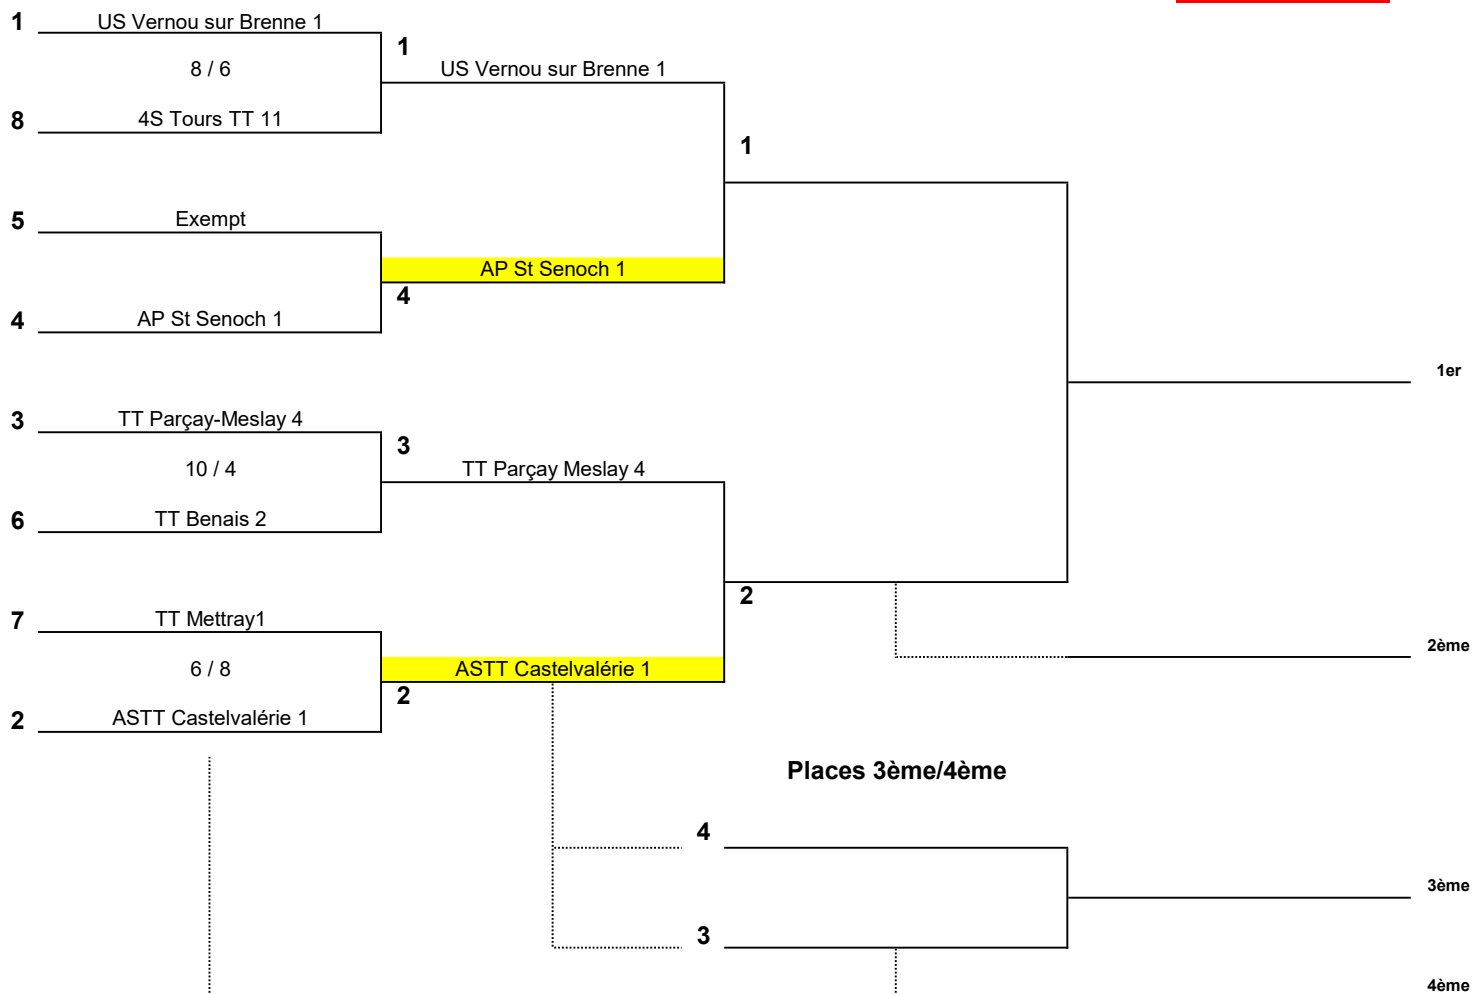 1
US Vernou sur Brenne 1
1
8 / 6
US Vernou sur Brenne 1
8
4S Tours TT 11
1
5
Exempt
AP St Senoch 1
4
4
AP St Senoch 1
1er
3
TT Parçay-Meslay 4
3
10 / 4
TT Parçay Meslay 4
6
TT Benais 2
2
7
TT Mettray1
2ème
6 / 8
ASTT Castelvalérie 1
2
2
ASTT Castelvalérie 1
Places 3ème/4ème
4
3ème
3
4ème